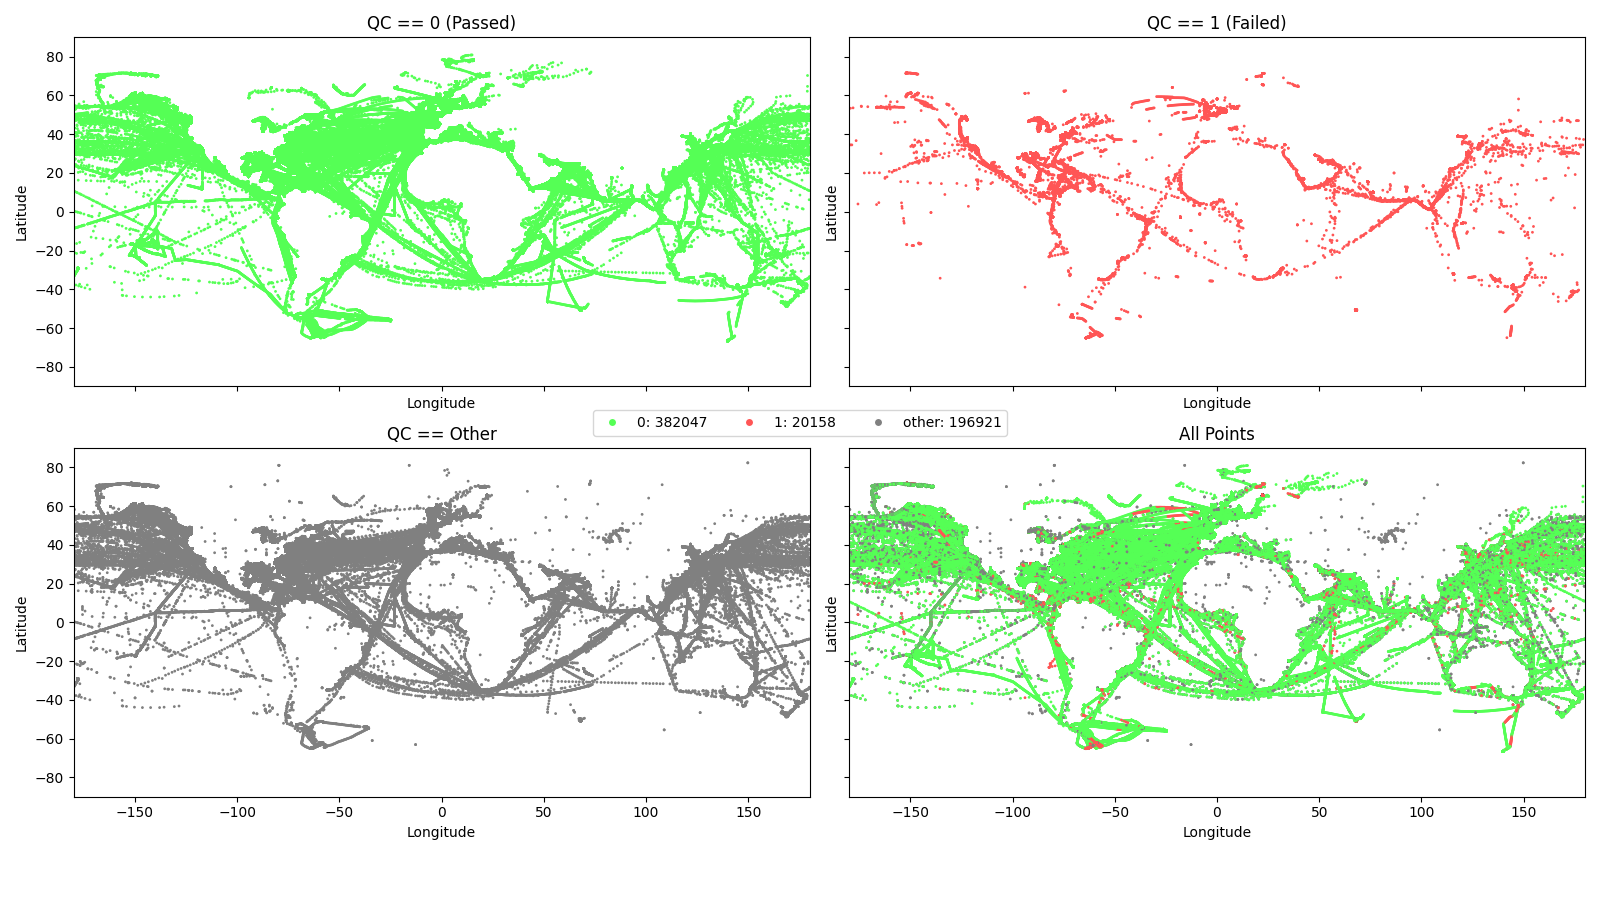 QC == 0 (Passed)
QC == 1 (Failed)
80
60
40
20
0
−20
−40
−60
−80
Latitude
Latitude
Longitude
Longitude
0: 382047 1: 20158 other: 196921
QC == Other
All Points
80
60
40
20
0
−20
−40
−60
−80
Latitude
Latitude
−150 −100 −50 0 50 100 150
−150 −100 −50 0 50 100 150
Longitude
Longitude